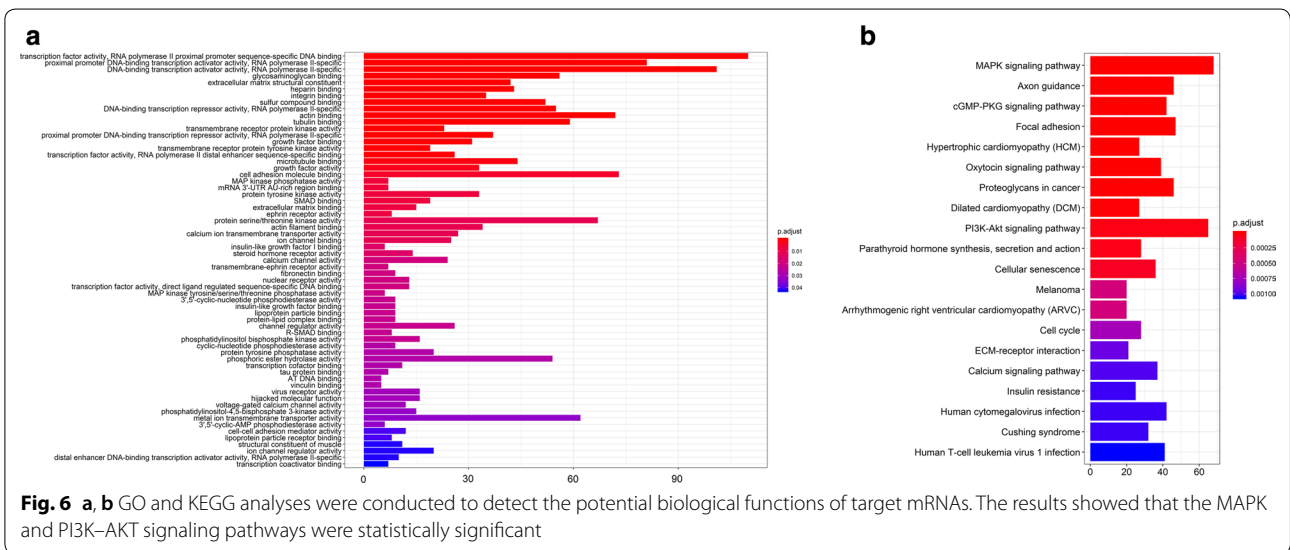 a
transcription factor activity, RNA polymerase II proximal promoter sequence-specific DNA binding
proximal promoter DNA-binding transcription activator activity, RNA polymerase II-specific
DNA-binding transcription activator activity, RNA polymerase II-specific
glycosaminoglycan binding
extracellular matrix structural constituent
heparin binding
integrin binding
sulfur compound binding
DNA-binding transcription repressor activity, RNA polymerase II-specific
actin binding
tubulin binding
transmembrane receptor protein kinase activity
proximal promoter DNA-binding transcription repressor activity, RNA polymerase II-specific
growth factor binding
transmembrane receptor protein tyrosine kinase activity
transcription factor activity, RNA polymerase II distal enhancer sequence-specific binding
microtubule binding
growth factor activity
cell adhesion molecule binding
MAP kinase phosphatase activity
mRNA 3'-UTR AU-rich region binding
protein tyrosine kinase activity
SMAD binding
extracellular matrix binding
ephrin receptor activity
protein serine/threonine kinase activity
actin filament binding
calcium ion transmembrane transporter activity
ion channel binding
insulin-like growth factor I binding
steroid hormone receptor activity
calcium channel activity
transmembrane-ephrin receptor activity
fibronectin binding
nuclear receptor activity
transcription factor activity, direct ligand regulated sequence-specific DNA binding
MAP kinase tyrosine/serine/threonine phosphatase activity
3',5'-cyclic-nucleotide phosphodiesterase activity
insulin-like growth factor binding
lipoprotein particle binding
protein-lipid complex binding
channel regulator activity
R-SMAD binding
phosphatidylinositol bisphosphate kinase activity
cyclic-nucleotide phosphodiesterase activity
protein tyrosine phosphatase activity
phosphoric ester hydrolase activity
transcription cofactor binding
tau protein binding
AT DNA binding
vinculin binding
virus receptor activity
hijacked molecular function
voltage-gated calcium channel activity
phosphatidylinositol-4,5-bisphosphate 3-kinase activity
metal ion transmembrane transporter activity
3',5'-cyclic-AMP phosphodiesterase activity
cell-cell adhesion mediator activity
lipoprotein particle receptor binding
structural constituent of muscle
ion channel regulator activity
distal enhancer DNA-binding transcription activator activity, RNA polymerase II-specific
transcription coactivator binding
0 30 60 90
p.adjust
0.01
0.02
0.03
0.04
b
MAPK signaling pathway
Axon guidance
cGMP-PKG signaling pathway
Focal adhesion
Hypertrophic cardiomyopathy (HCM)
Oxytocin signaling pathway
Proteoglycans in cancer
Dilated cardiomyopathy (DCM)
PI3K-Akt signaling pathway
Parathyroid hormone synthesis, secretion and action
Cellular senescence
Melanoma
Arrhythmogenic right ventricular cardiomyopathy (ARVC)
Cell cycle
ECM-receptor interaction
Calcium signaling pathway
Insulin resistance
Human cytomegalovirus infection
Cushing syndrome
Human T-cell leukemia virus 1 infection
0 20 40 60
p.adjust
0.00025
0.00050
0.00075
0.00100
Fig. 6 a, b GO and KEGG analyses were conducted to detect the potential biological functions of target mRNAs. The results showed that the MAPK
and PI3K–AKT signaling pathways were statistically significant